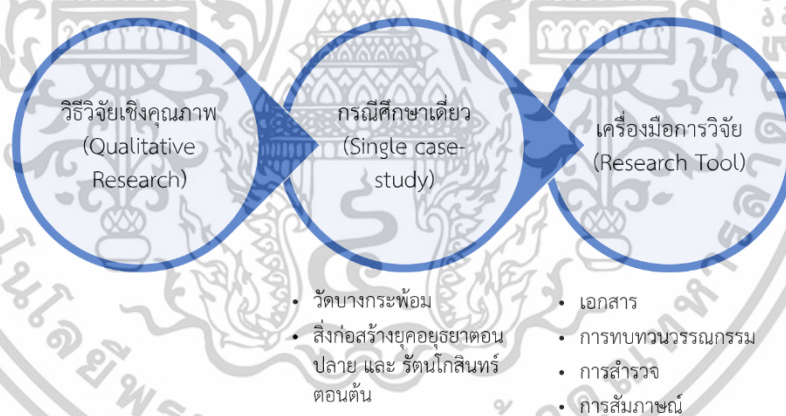 วิธีวิจัยเชิงคุณภาพ
(Qualitative
Research)
กรณีศึกษาเดี่ยว
(Single case-
study)
เครื่องมือการวิจัย
(Research Tool)
• วัดบางกระพ้อม
• สิ่งก่อสร้างยุคอยุธยาตอน
ปลาย และ รัตนโกสินทร์
ตอนต้น
• เอกสาร
• การทบทวนวรรณกรรม
• การสำรวจ
• การสัมภาษณ์